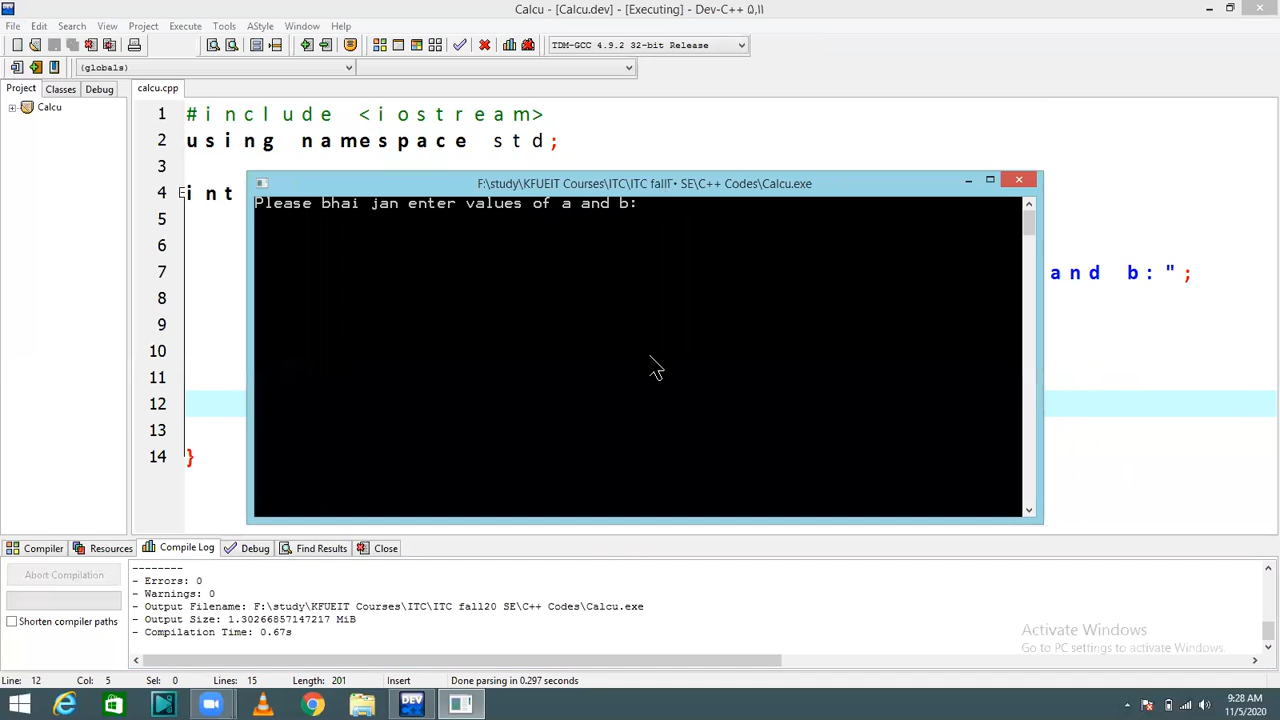 Calcu - [Calcu.dev] - [Executing] - Dev-C++
File Edit Search View Project Execute Tools AStyle Window Help
TDM-GCC 4.9.2 32-bit Release
(globals)
Project Classes Debug
calcu.cpp
Calcu
1 #include <iostream>
2 using namespace std;
3
4 int
5
6
7 and b:";
8
9
10
11
12
13
14 }
F:\study\KFUEIT Courses\ITC\ITC fall SE\C++ Codes\Calcu.exe
Please bhai jan enter values of a and b:
Compiler Resources Compile Log Debug Find Results Close
Abort Compilation
Shorten compiler paths
--------
- Errors: 0
- Warnings: 0
- Output Filename: F:\study\KFUEIT Courses\ITC\ITC fall20 SE\C++ Codes\Calcu.exe
- Output Size: 1.30266857147217 MiB
- Compilation Time: 0.67s
Activate Windows
Go to PC settings to activate Windows.
Line: 12 Col: 5 Sel: 0 Lines: 15 Length: 201 Insert Done parsing in 0.297 seconds
DEV
9:28 AM
11/5/2020